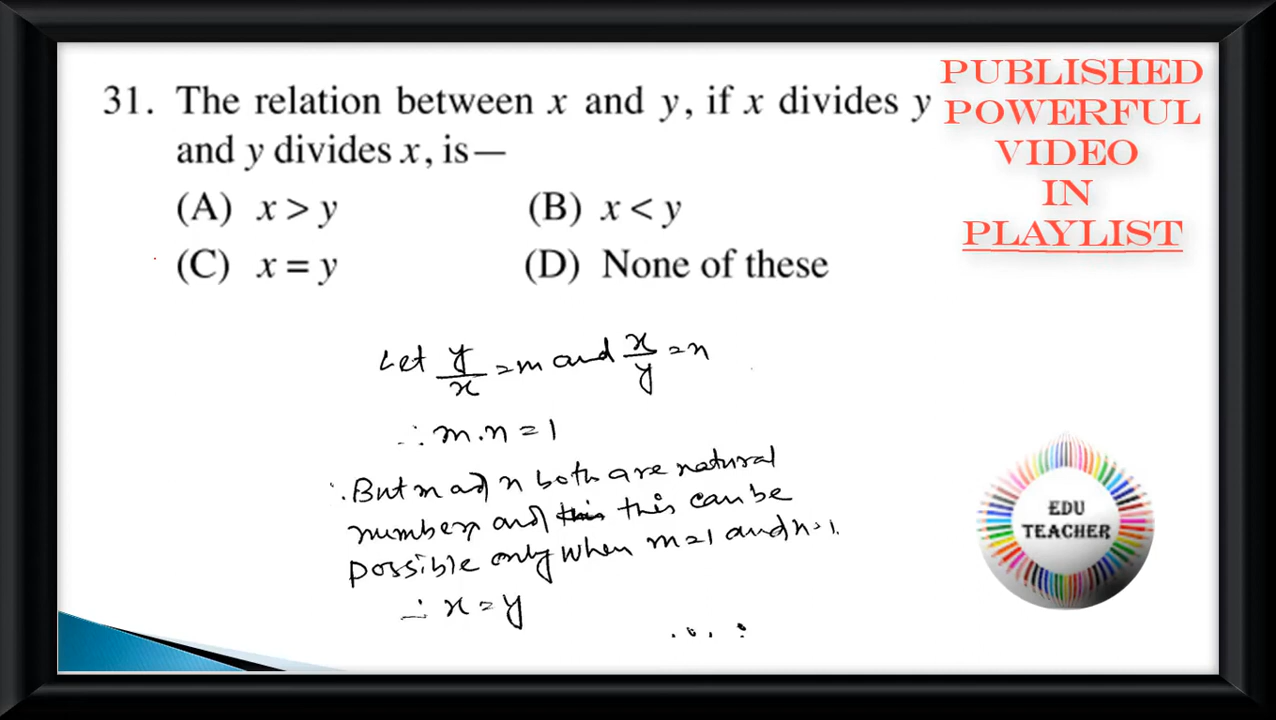 31. The relation between x and y, if x divides y
and y divides x, is—
(A) x > y (B) x < y
(C) x = y (D) None of these
PUBLISHED
POWERFUL
VIDEO
IN
PLAYLIST
Let y/x = m and x/y = n
∴ m.n = 1
∴ But m and n both are natural
numbers and this this can be
possible only when m=1 and n=1.
∴ x = y
EDU
TEACHER